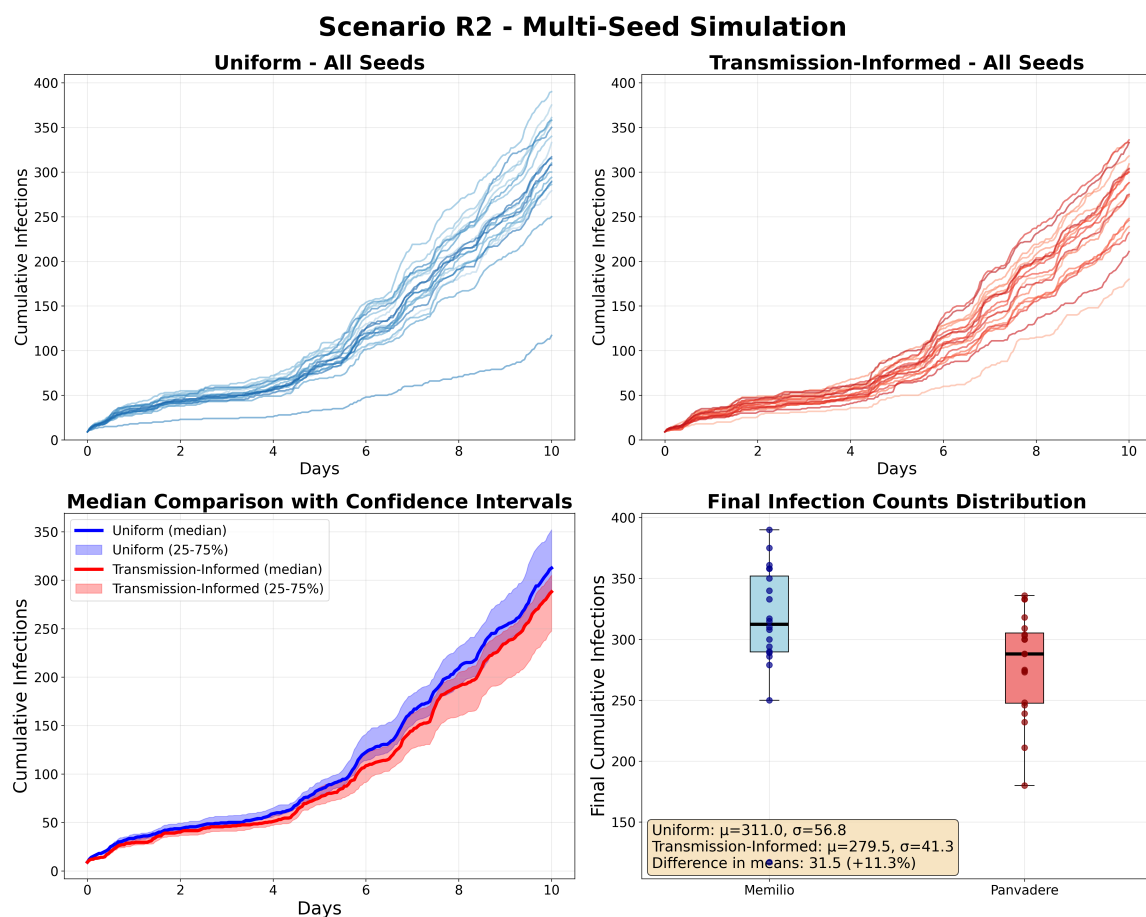 Scenario R2 - Multi-Seed Simulation
Uniform - All Seeds
Cumulative Infections
400
350
300
250
200
150
100
50
0
0 2 4 6 8 10
Days
Transmission-Informed - All Seeds
Cumulative Infections
400
350
300
250
200
150
100
50
0
0 2 4 6 8 10
Days
Median Comparison with Confidence Intervals
Uniform (median)
Uniform (25-75%)
Transmission-Informed (median)
Transmission-Informed (25-75%)
Cumulative Infections
350
300
250
200
150
100
50
0
0 2 4 6 8 10
Days
Final Infection Counts Distribution
Final Cumulative Infections
400
350
300
250
200
150
Uniform: μ=311.0, σ=56.8
Transmission-Informed: μ=279.5, σ=41.3
Difference in means: 31.5 (+11.3%)
Memilio Panvadere